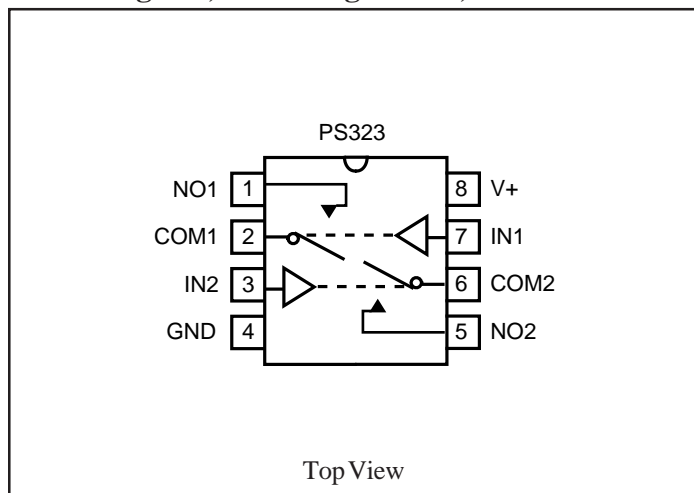 PS323
NO1 1 8 V+
COM1 2 7 IN1
IN2 3 6 COM2
GND 4 5 NO2
Top View